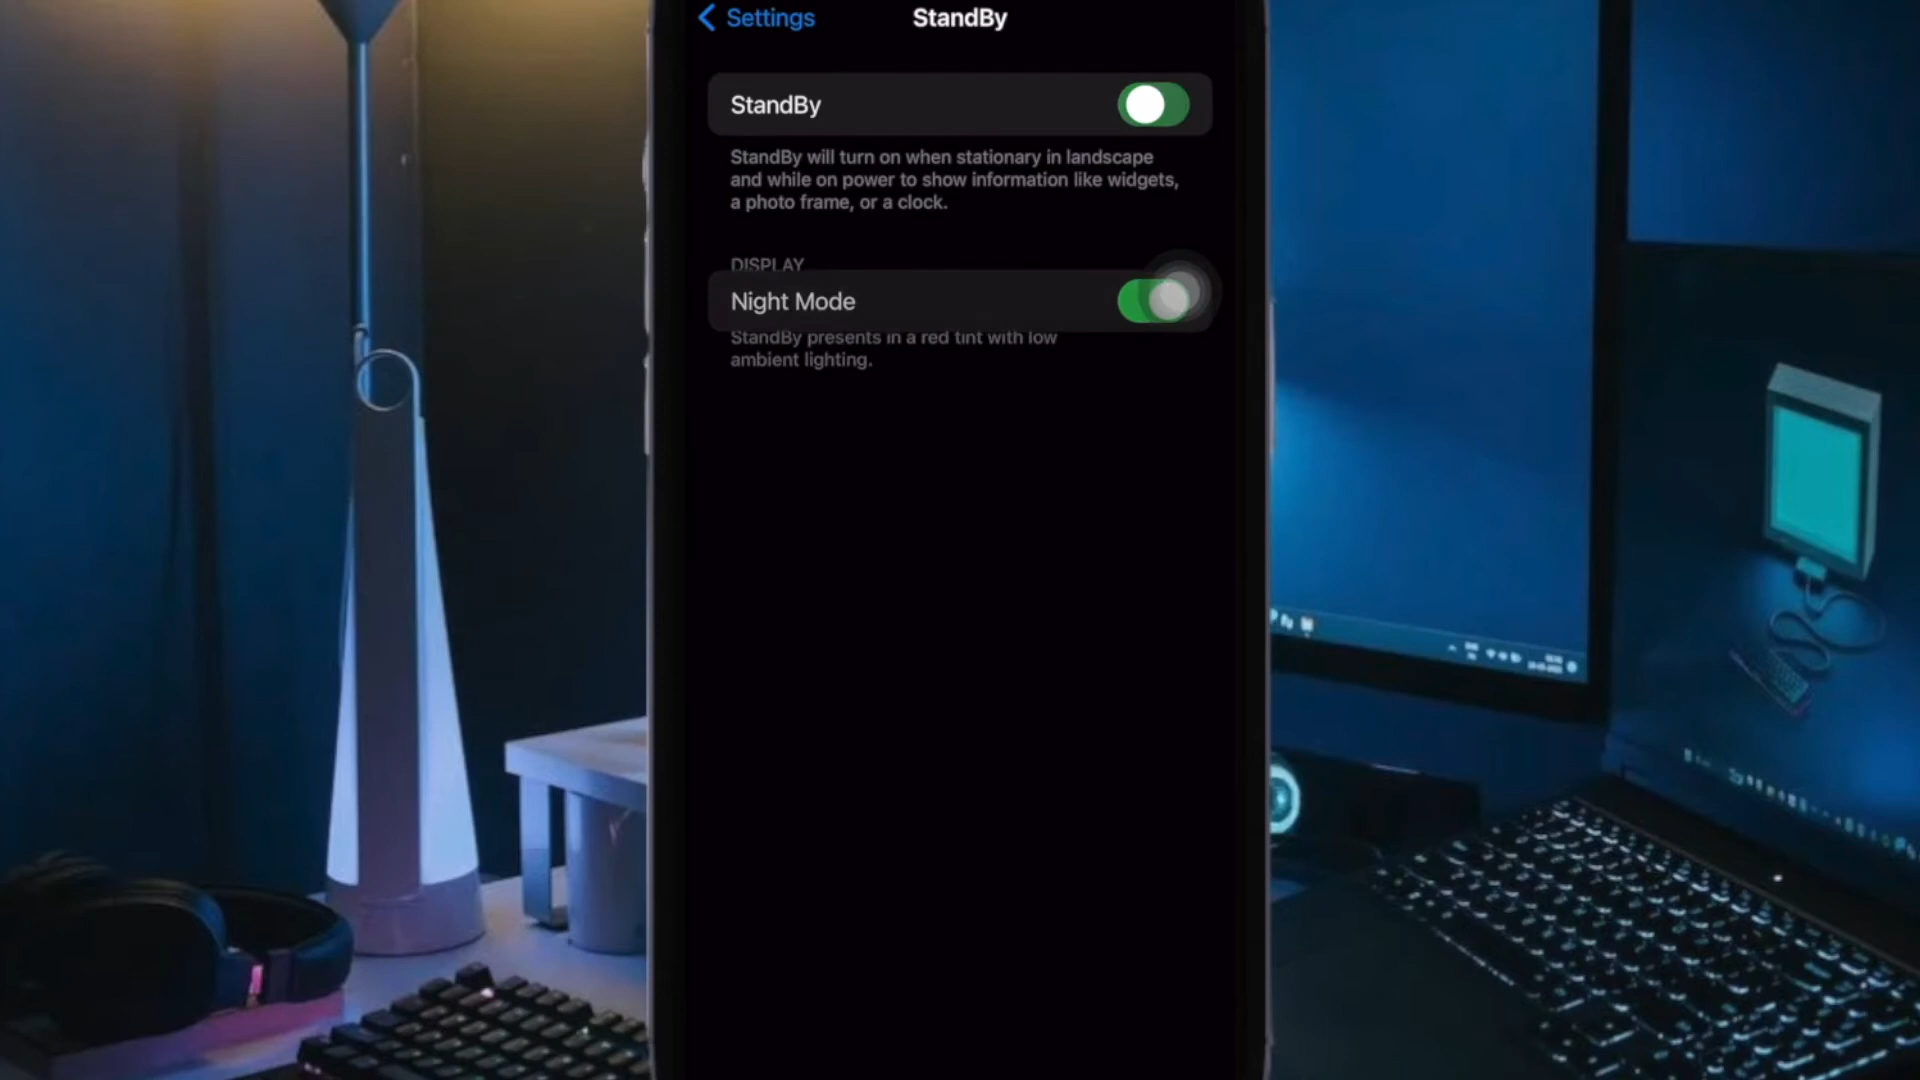 Settings
StandBy
StandBy
StandBy will turn on when stationary in landscape
and while on power to show information like widgets,
a photo frame, or a clock.
DISPLAY
Night Mode
StandBy presents in a red tint with low
ambient lighting.